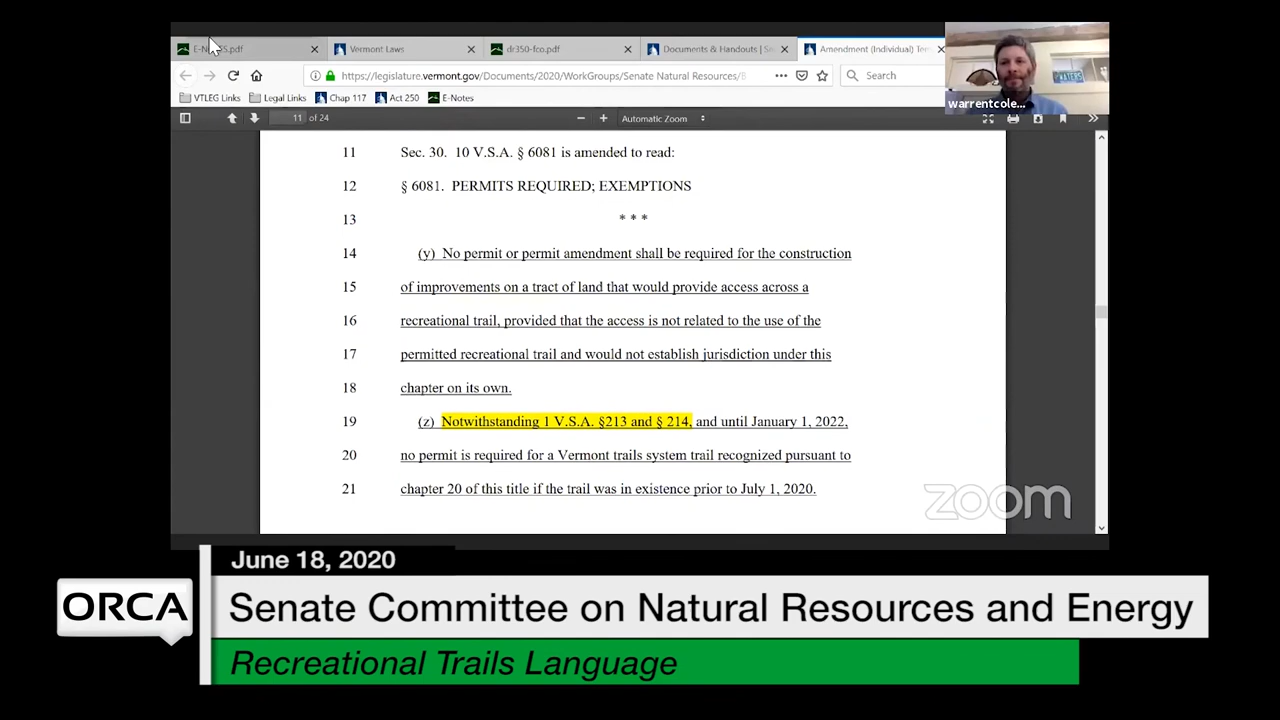 E-NOTES.pdf
Vermont Laws
dr350-fco.pdf
Documents & Handouts | Se
Amendment (Individual) Tem
https://legislature.vermont.gov/Documents/2020/WorkGroups/Senate Natural Resources/B
Search
VTLEG Links
Legal Links
Chap 117
Act 250
E-Notes
warrentcole...
WATERS
11 of 24
Automatic Zoom
11 Sec. 30. 10 V.S.A. § 6081 is amended to read:
12 § 6081. PERMITS REQUIRED; EXEMPTIONS
13 * * *
14 (y) No permit or permit amendment shall be required for the construction
15 of improvements on a tract of land that would provide access across a
16 recreational trail, provided that the access is not related to the use of the
17 permitted recreational trail and would not establish jurisdiction under this
18 chapter on its own.
19 (z) Notwithstanding 1 V.S.A. §213 and § 214, and until January 1, 2022,
20 no permit is required for a Vermont trails system trail recognized pursuant to
21 chapter 20 of this title if the trail was in existence prior to July 1, 2020.
zoom
June 18, 2020
ORCA
Senate Committee on Natural Resources and Energy
Recreational Trails Language